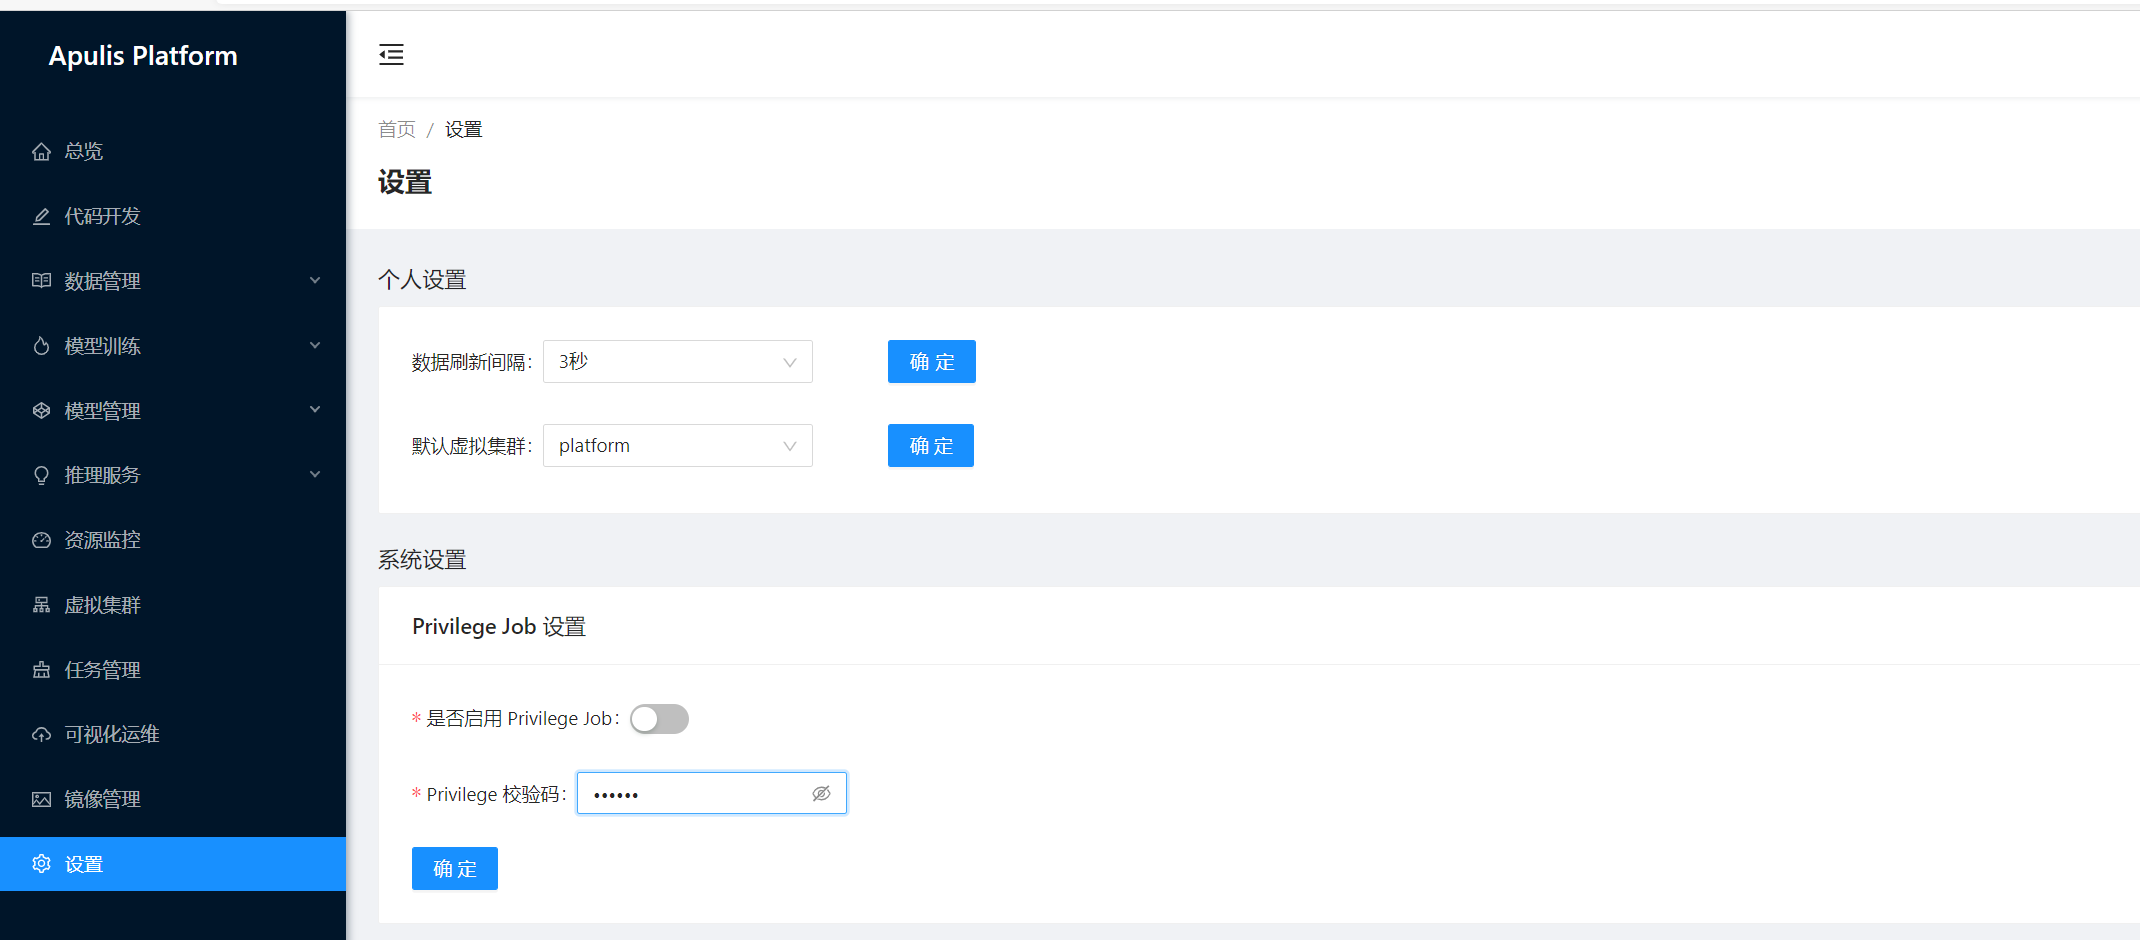 Apulis Platform
总览
代码开发
数据管理
模型训练
模型管理
推理服务
资源监控
虚拟集群
任务管理
可视化运维
镜像管理
设置
首页 / 设置
设置
个人设置
数据刷新间隔: 3秒 确 定
默认虚拟集群: platform 确 定
系统设置
Privilege Job 设置
* 是否启用 Privilege Job:
* Privilege 校验码: ••••••
确 定